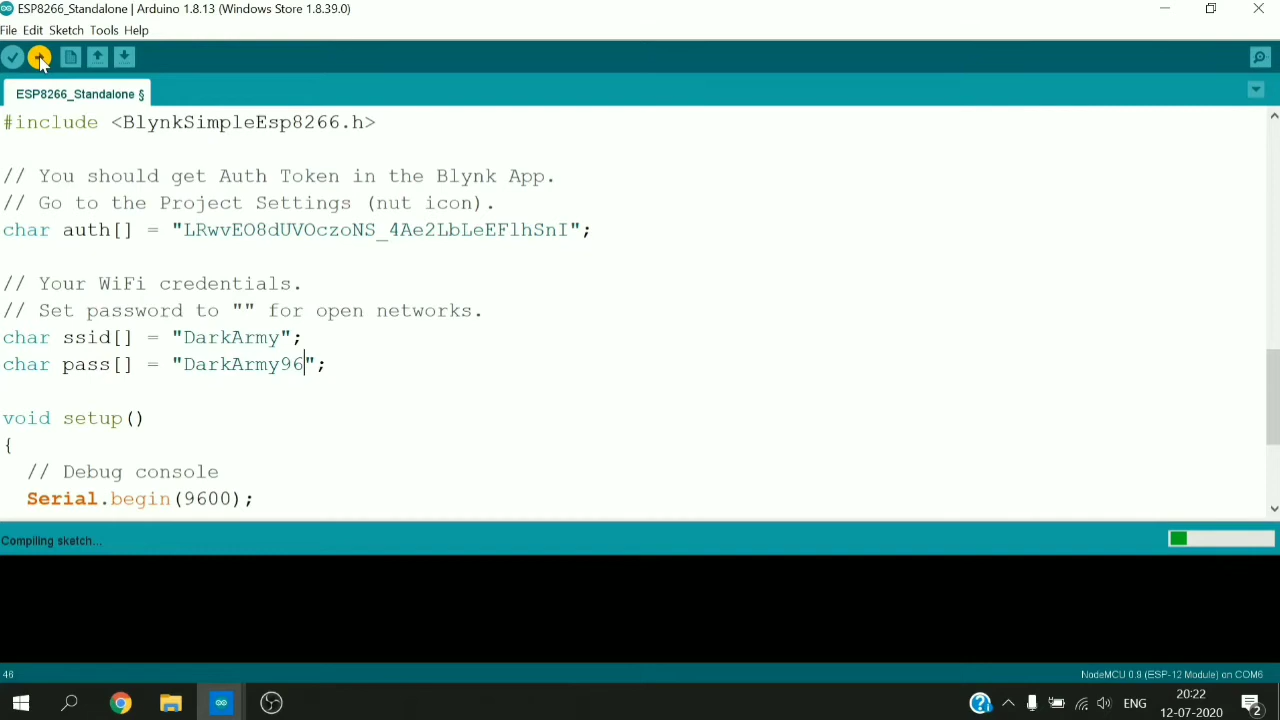 ESP8266_Standalone | Arduino 1.8.13 (Windows Store 1.8.39.0)
File Edit Sketch Tools Help
ESP8266_Standalone §
#include <BlynkSimpleEsp8266.h>
// You should get Auth Token in the Blynk App.
// Go to the Project Settings (nut icon).
char auth[] = "LRwvEO8dUVOczoNS_4Ae2LbLeEFlhSnI";
// Your WiFi credentials.
// Set password to "" for open networks.
char ssid[] = "DarkArmy";
char pass[] = "DarkArmy96";
void setup()
{
// Debug console
Serial.begin(9600);
Compiling sketch...
46
NodeMCU 0.9 (ESP-12 Module) on COM6
ENG
20:22
12-07-2020
2